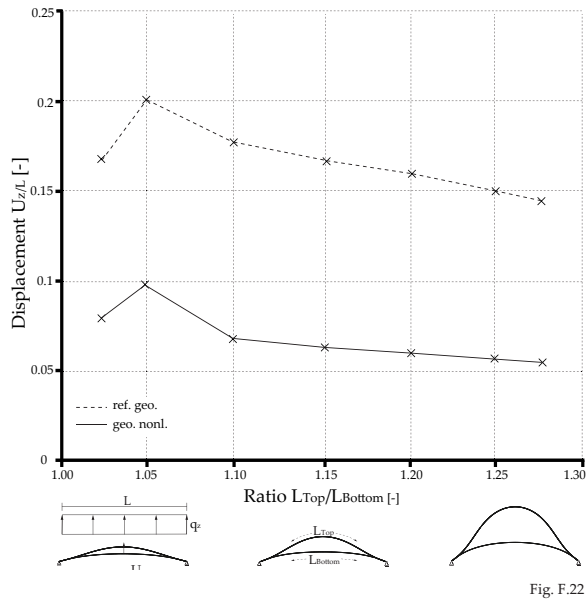 0.25
0.2
0.15
0.1
0.05
0
Displacement Uz/L [-]
ref. geo.
geo. nonl.
1.00 1.05 1.10 1.15 1.20 1.25 1.30
Ratio LTop/LBottom [-]
L
qz
U
LTop
LBottom
Fig. F.22